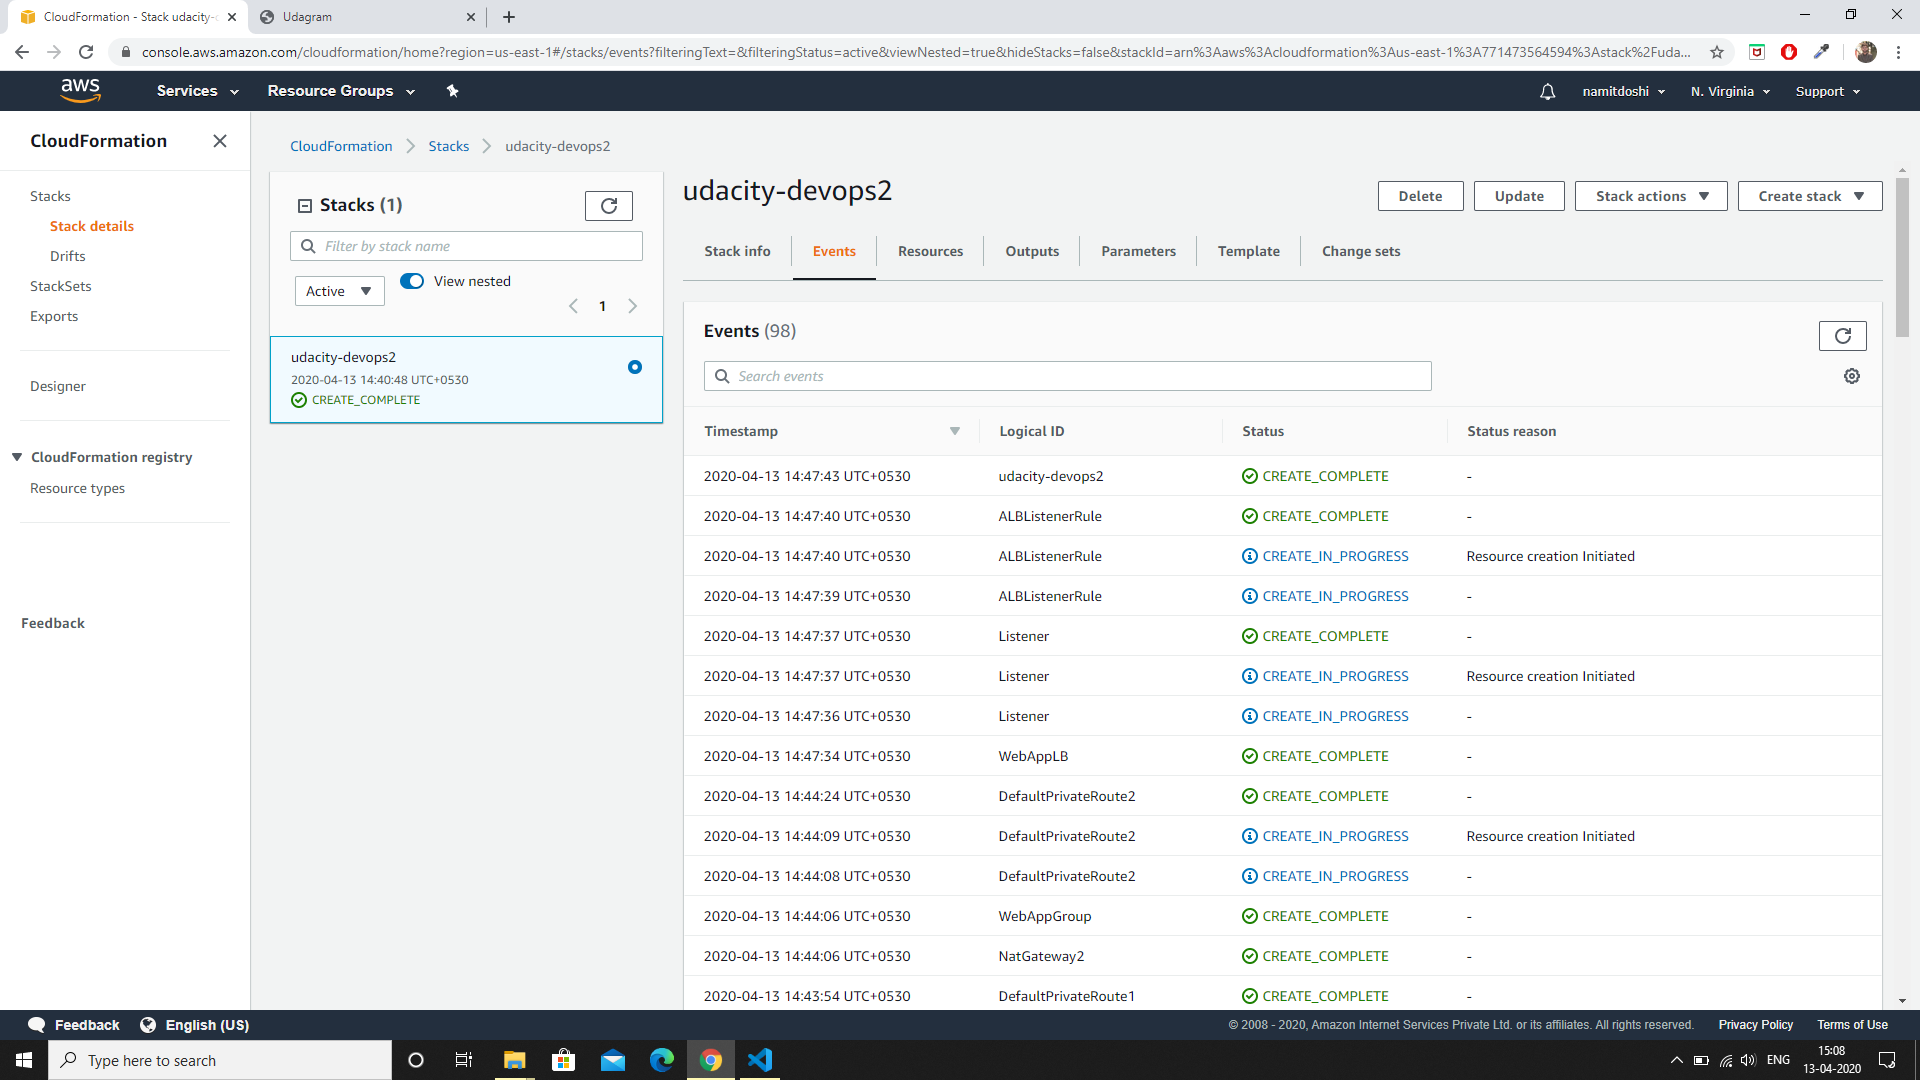 CloudFormation - Stack udacity-
Udagram
console.aws.amazon.com/cloudformation/home?region=us-east-1#/stacks/events?filteringText=&filteringStatus=active&viewNested=true&hideStacks=false&stackId=arn%3Aaws%3Acloudformation%3Aus-east-1%3A771473564594%3Astack%2Fuda...
aws Services Resource Groups namitdoshi N. Virginia Support
CloudFormation
Stacks
Stack details
Drifts
StackSets
Exports
Designer
CloudFormation registry
Resource types
Feedback
CloudFormation Stacks udacity-devops2
Stacks (1)
Filter by stack name
Active View nested
1
udacity-devops2
2020-04-13 14:40:48 UTC+0530
CREATE_COMPLETE
udacity-devops2
Delete Update Stack actions Create stack
Stack info Events Resources Outputs Parameters Template Change sets
Events (98)
Search events
Timestamp Logical ID Status Status reason
2020-04-13 14:47:43 UTC+0530 udacity-devops2 CREATE_COMPLETE -
2020-04-13 14:47:40 UTC+0530 ALBListenerRule CREATE_COMPLETE -
2020-04-13 14:47:40 UTC+0530 ALBListenerRule CREATE_IN_PROGRESS Resource creation Initiated
2020-04-13 14:47:39 UTC+0530 ALBListenerRule CREATE_IN_PROGRESS -
2020-04-13 14:47:37 UTC+0530 Listener CREATE_COMPLETE -
2020-04-13 14:47:37 UTC+0530 Listener CREATE_IN_PROGRESS Resource creation Initiated
2020-04-13 14:47:36 UTC+0530 Listener CREATE_IN_PROGRESS -
2020-04-13 14:47:34 UTC+0530 WebAppLB CREATE_COMPLETE -
2020-04-13 14:44:24 UTC+0530 DefaultPrivateRoute2 CREATE_COMPLETE -
2020-04-13 14:44:09 UTC+0530 DefaultPrivateRoute2 CREATE_IN_PROGRESS Resource creation Initiated
2020-04-13 14:44:08 UTC+0530 DefaultPrivateRoute2 CREATE_IN_PROGRESS -
2020-04-13 14:44:06 UTC+0530 WebAppGroup CREATE_COMPLETE -
2020-04-13 14:44:06 UTC+0530 NatGateway2 CREATE_COMPLETE -
2020-04-13 14:43:54 UTC+0530 DefaultPrivateRoute1 CREATE_COMPLETE -
Feedback English (US) © 2008 - 2020, Amazon Internet Services Private Ltd. or its affiliates. All rights reserved. Privacy Policy Terms of Use
Type here to search
ENG
15:08
13-04-2020